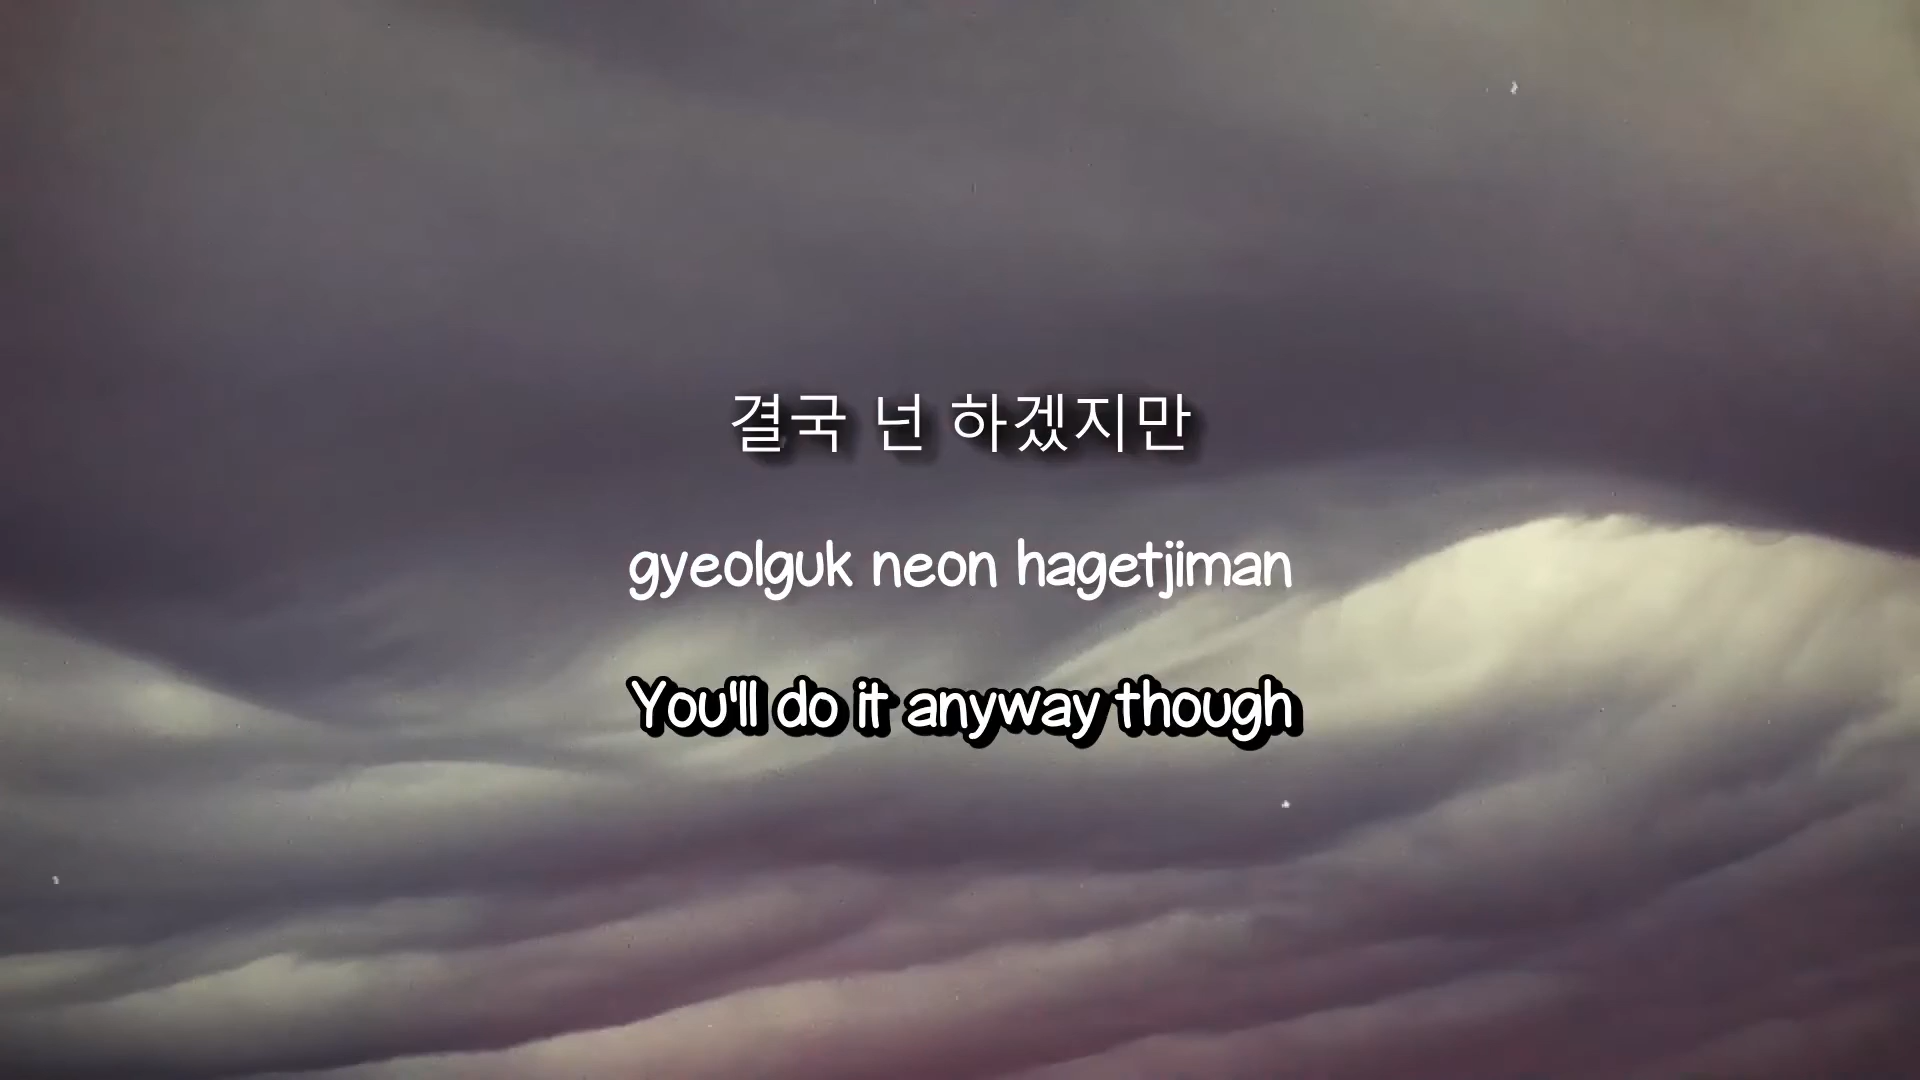 결국 넌 하겠지만
gyeolguk neon hagetjiman
You'll do it anyway though